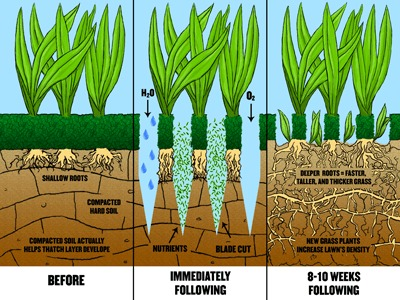 SHALLOW ROOTS
COMPACTED
HARD SOIL
COMPACTED SOIL ACTUALLY
HELPS THATCH LAYER DEVELOPE
BEFORE
H2O
O2
NUTRIENTS
BLADE CUT
IMMEDIATELY
FOLLOWING
DEEPER ROOTS = FASTER,
TALLER, AND THICKER GRASS
NEW GRASS PLANTS
INCREASE LAWN'S DENSITY
8-10 WEEKS
FOLLOWING